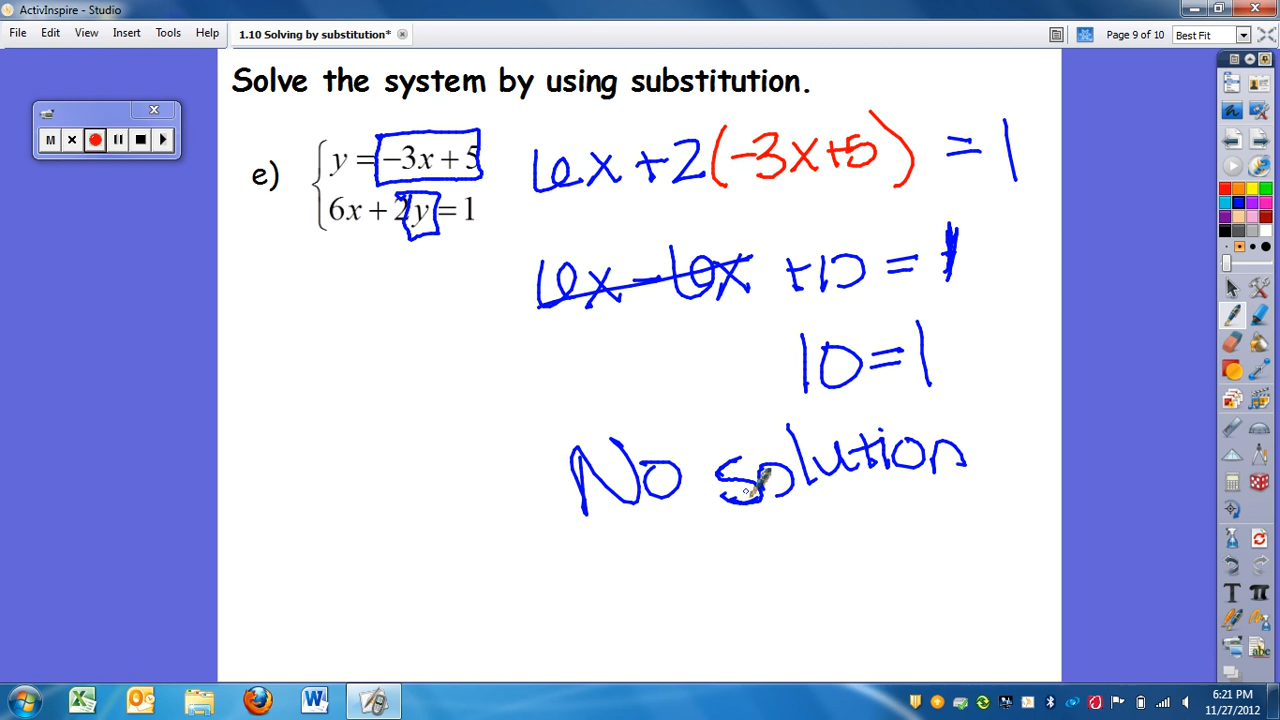 ActivInspire - Studio
File Edit View Insert Tools Help
1.10 Solving by substitution*
Page 9 of 10
Best Fit
Solve the system by using substitution.
M
e)
y = -3x + 5
6x + 2y = 1
6x + 2(-3x+5) = 1
6x - 6x +10 = 1
10 = 1
No solution
6:21 PM
11/27/2012